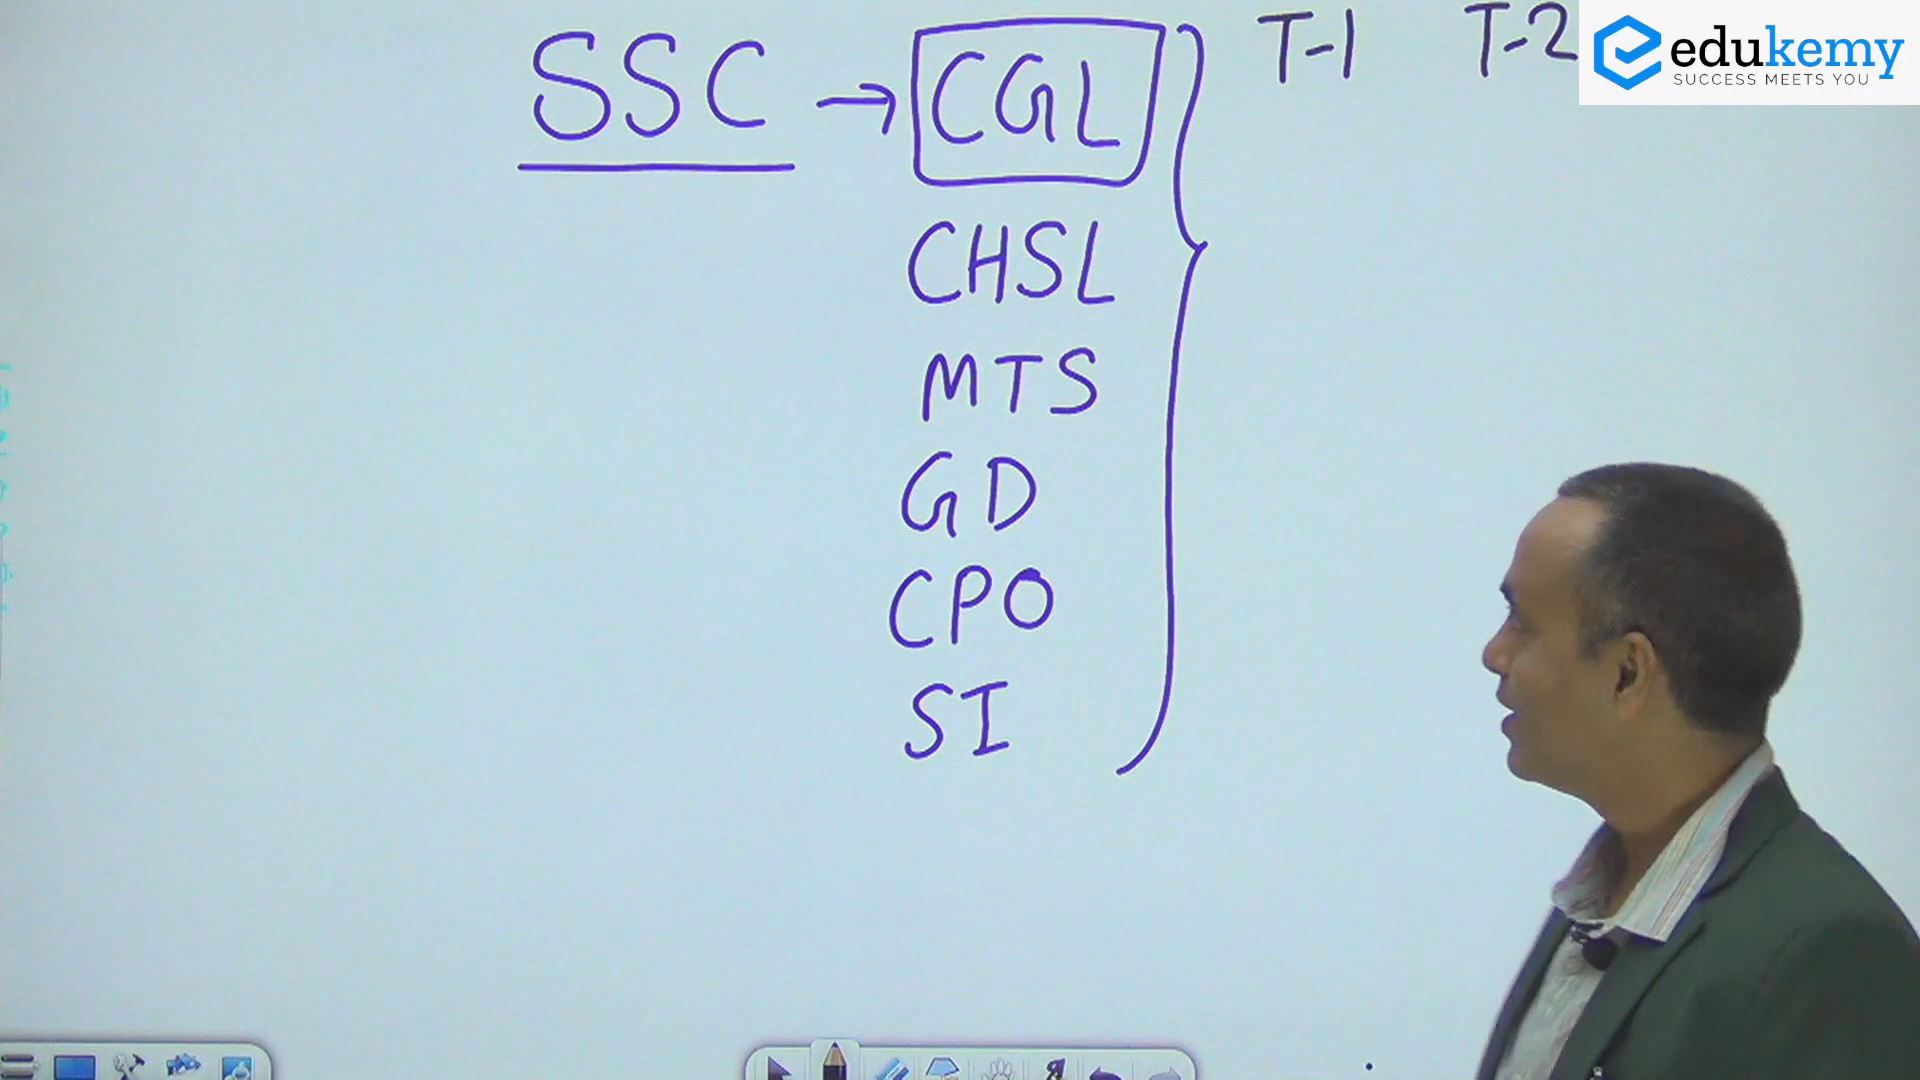 SSC → CGL T-1 T-2
edukemy
SUCCESS MEETS YOU
CHSL
MTS
GD
CPO
SI